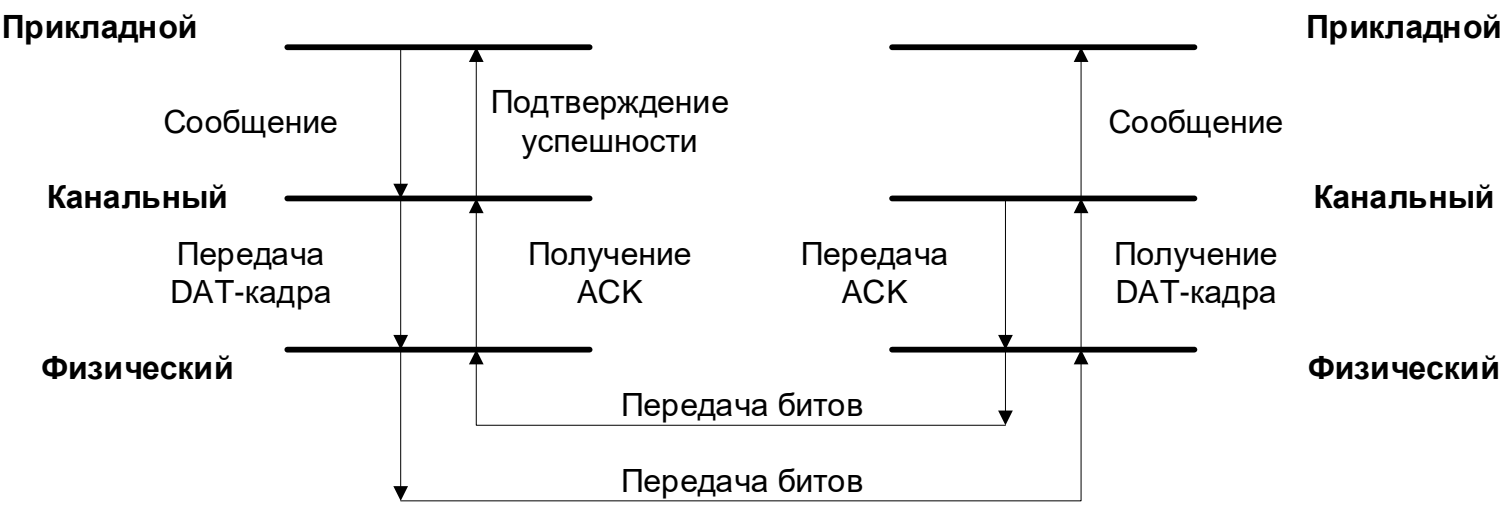 Прикладной
Прикладной
Сообщение
Подтверждение
успешности
Сообщение
Канальный
Канальный
Передача
DAT-кадра
Получение
ACK
Передача
ACK
Получение
DAT-кадра
Физический
Физический
Передача битов
Передача битов